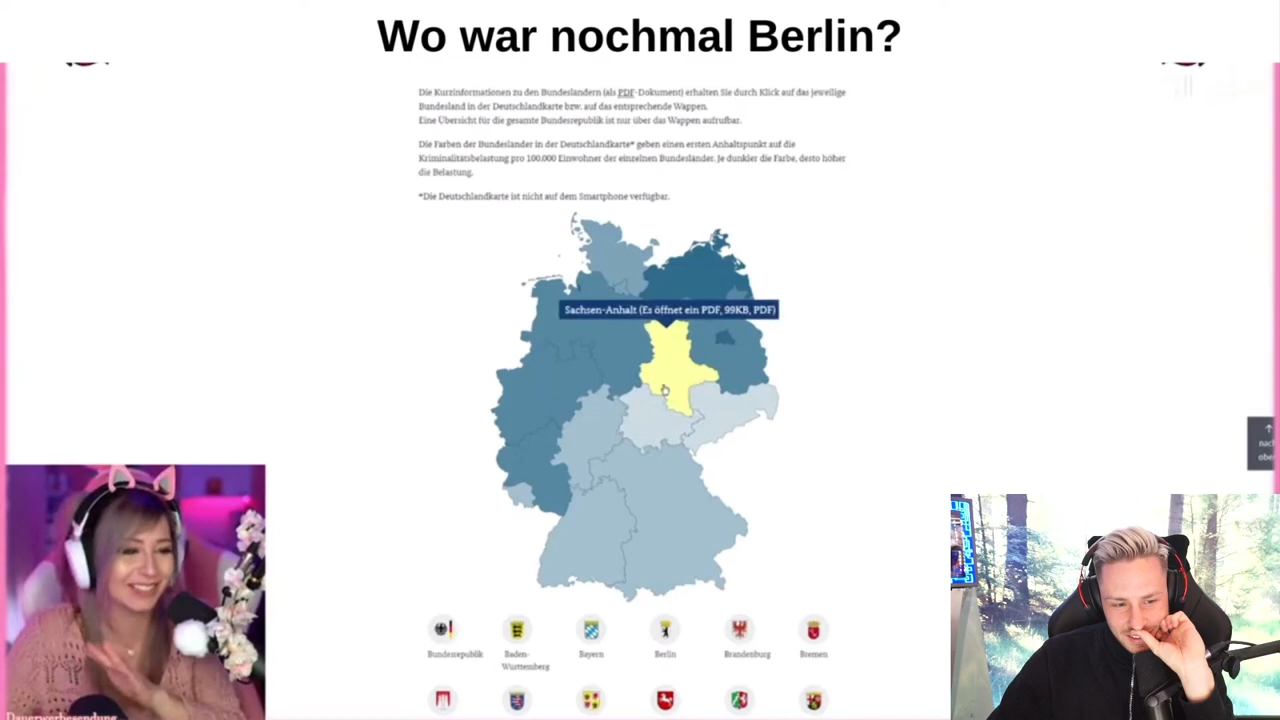 Wo war nochmal Berlin?
Die Kurzinformationen zu den Bundesländern (als PDF-Dokument) erhalten Sie durch Klick auf das jeweilige
Bundesland in der Deutschlandkarte bzw. auf das entsprechende Wappen.
Eine Übersicht für die gesamte Bundesrepublik ist nur über das Wappen aufrufbar.
Die Farben der Bundesländer in der Deutschlandkarte* geben einen ersten Anhaltspunkt auf die
Kriminalitätsbelastung pro 100.000 Einwohner der einzelnen Bundesländer. Je dunkler die Farbe, desto höher
die Belastung.
*Die Deutschlandkarte ist nicht auf dem Smartphone verfügbar.
Sachsen-Anhalt (Es öffnet ein PDF, 99KB, PDF)
nach
oben
Bundesrepublik
Baden-
Württemberg
Bayern
Berlin
Brandenburg
Bremen
Dauerwerbesendung